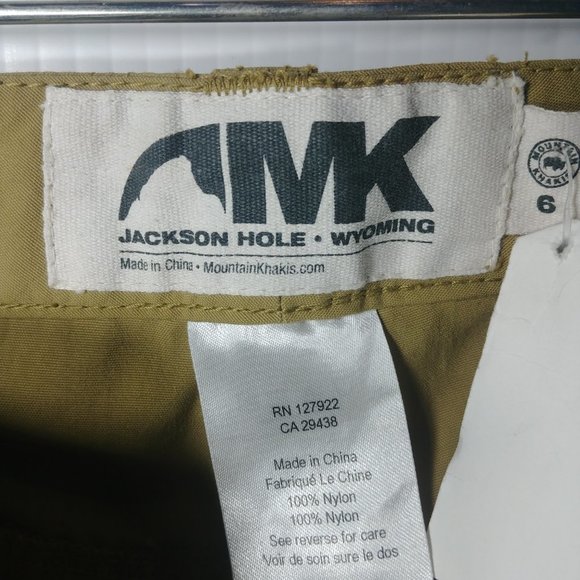 MK
JACKSON HOLE • WYOMING
Made in China • MountainKhakis.com
MOUNTAIN
KHAKIS
6
RN 127922
CA 29438
Made in China
Fabriqué Le Chine
100% Nylon
100% Nylon
See reverse for care
Voir de soin sure le dos